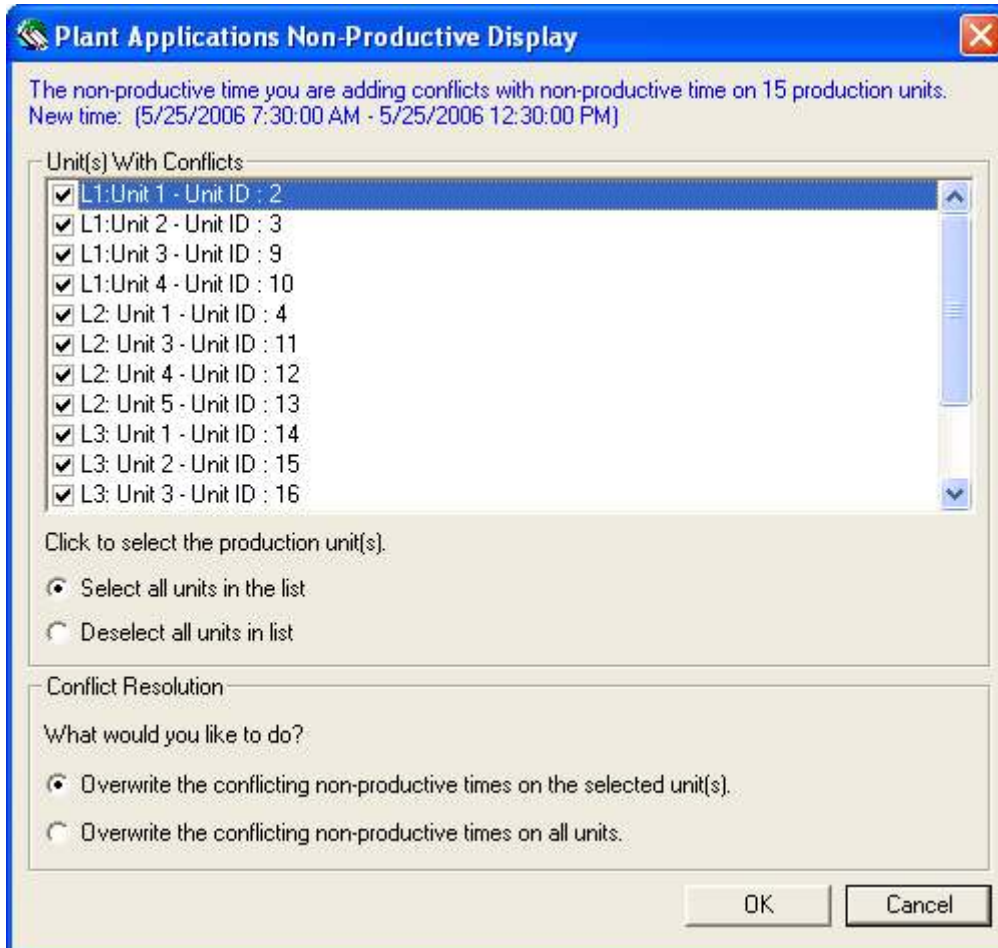 Plant Applications Non-Productive Display
The non-productive time you are adding conflicts with non-productive time on 15 production units.
New time: (5/25/2006 7:30:00 AM - 5/25/2006 12:30:00 PM)
Unit(s) With Conflicts
L1:Unit 1 - Unit ID : 2
L1:Unit 2 - Unit ID : 3
L1:Unit 3 - Unit ID : 9
L1:Unit 4 - Unit ID : 10
L2: Unit 1 - Unit ID : 4
L2: Unit 3 - Unit ID : 11
L2: Unit 4 - Unit ID : 12
L2: Unit 5 - Unit ID : 13
L3: Unit 1 - Unit ID : 14
L3: Unit 2 - Unit ID : 15
L3: Unit 3 - Unit ID : 16
Click to select the production unit(s).
Select all units in the list
Deselect all units in list
Conflict Resolution
What would you like to do?
Overwrite the conflicting non-productive times on the selected unit(s).
Overwrite the conflicting non-productive times on all units.
OK Cancel